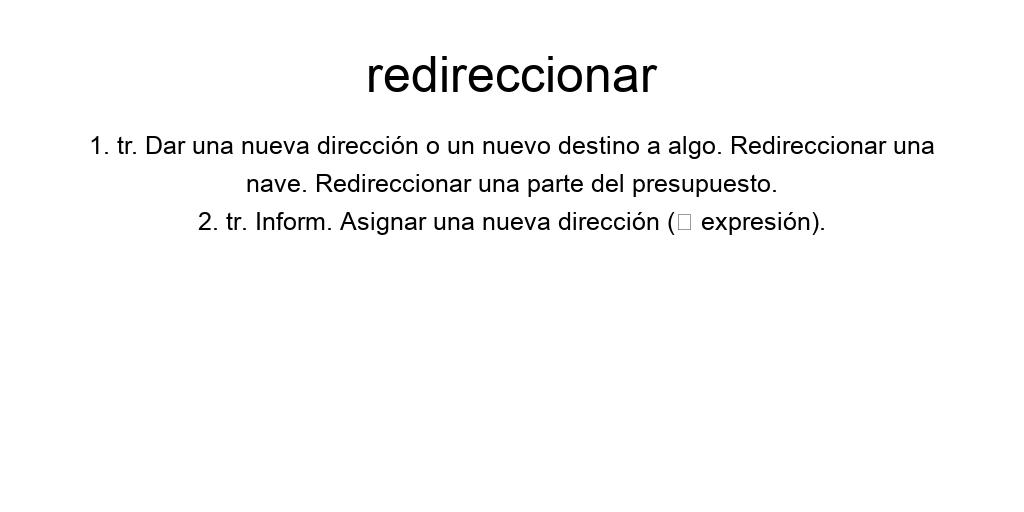 redireccionar
1. tr. Dar una nueva dirección o un nuevo destino a algo. Redireccionar una
nave. Redireccionar una parte del presupuesto.
2. tr. Inform. Asignar una nueva dirección (□ expresión).